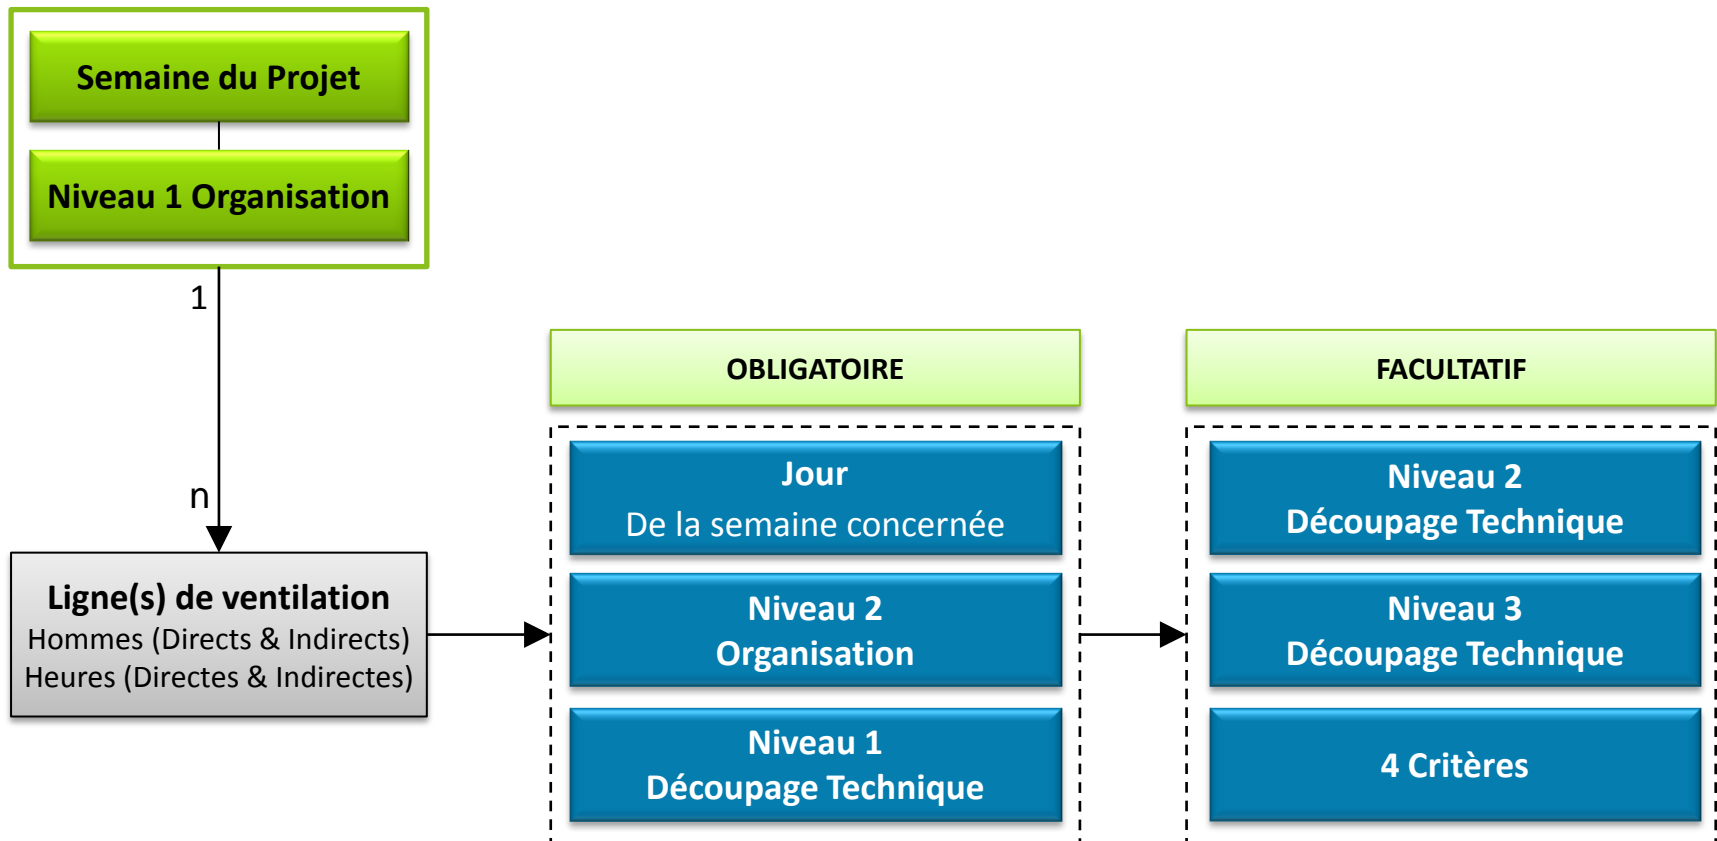 Semaine du Projet
Niveau 1 Organisation
1
n
Ligne(s) de ventilation
Hommes (Directs & Indirects)
Heures (Directes & Indirectes)
OBLIGATOIRE
Jour
De la semaine concernée
Niveau 2
Organisation
Niveau 1
Découpage Technique
FACULTATIF
Niveau 2
Découpage Technique
Niveau 3
Découpage Technique
4 Critères